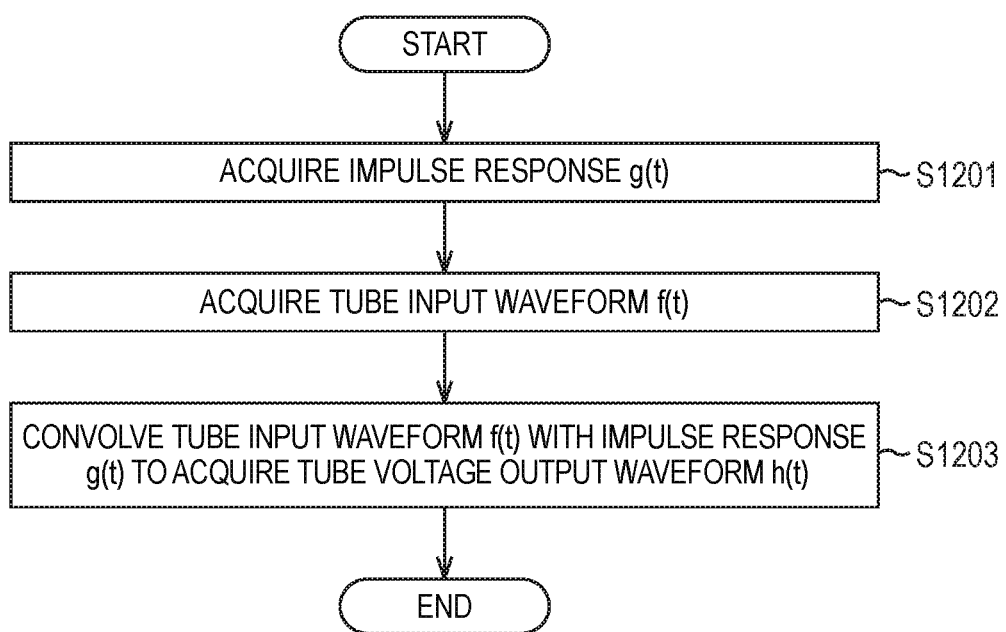 START
ACQUIRE IMPULSE RESPONSE g(t)
S1201
ACQUIRE TUBE INPUT WAVEFORM f(t)
S1202
CONVOLVE TUBE INPUT WAVEFORM f(t) WITH IMPULSE RESPONSE
g(t) TO ACQUIRE TUBE VOLTAGE OUTPUT WAVEFORM h(t)
S1203
END